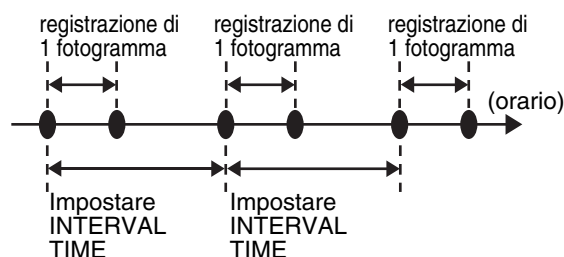 registrazione di
1 fotogramma
registrazione di
1 fotogramma
registrazione di
1 fotogramma
(orario)
Impostare
INTERVAL
TIME
Impostare
INTERVAL
TIME